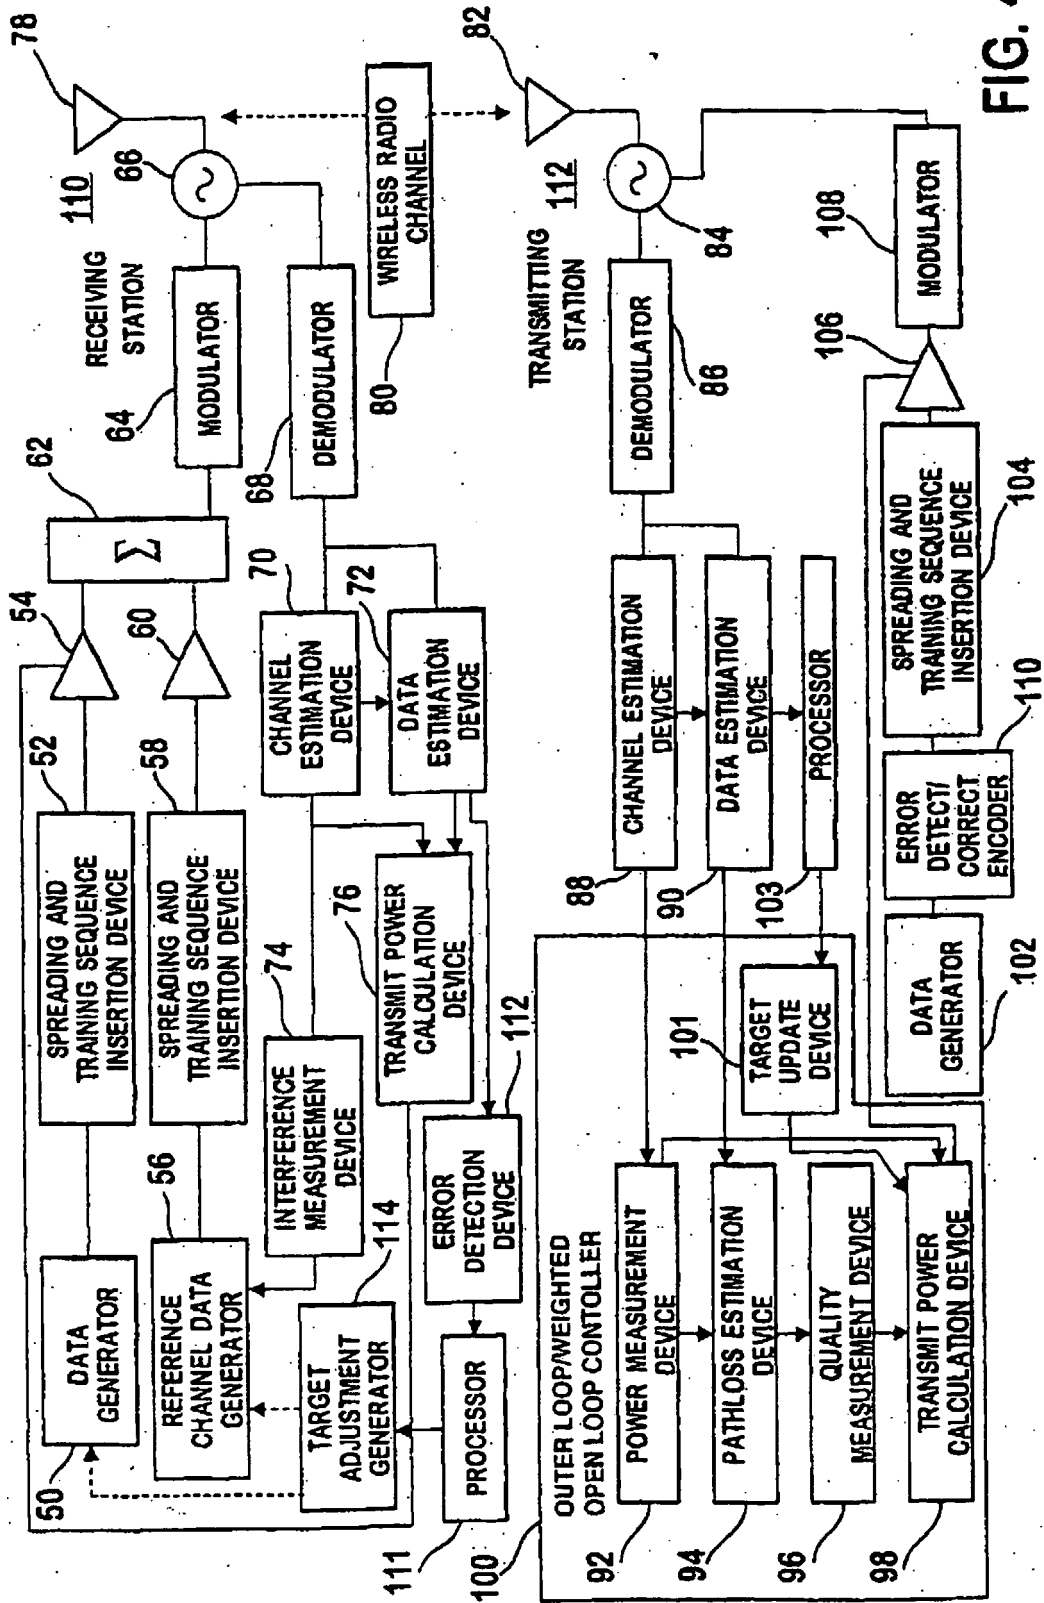 78
66
110
RECEIVING
STATION
64
MODULATOR
62
Σ
54
60
52
SPREADING AND
TRAINING SEQUENCE
INSERTION DEVICE
58
SPREADING AND
TRAINING SEQUENCE
INSERTION DEVICE
DATA
GENERATOR
50
56
REFERENCE
CHANNEL DATA
GENERATOR
68
DEMODULATOR
70
CHANNEL
ESTIMATION
DEVICE
72
DATA
ESTIMATION
DEVICE
74
INTERFERENCE
MEASUREMENT
DEVICE
76
TRANSMIT POWER
CALCULATION
DEVICE
114
TARGET
ADJUSTMENT
GENERATOR
112
ERROR
DETECTION
DEVICE
PROCESSOR
111
WIRELESS RADIO
CHANNEL
80
82
TRANSMITTING
STATION
112
84
DEMODULATOR
86
CHANNEL ESTIMATION
DEVICE
88
DATA ESTIMATION
DEVICE
90
PROCESSOR
103
OUTER LOOP/WEIGHTED
OPEN LOOP CONTOLLER
100
101
TARGET
UPDATE
DEVICE
POWER MEASUREMENT
DEVICE
92
PATHLOSS ESTIMATION
DEVICE
94
QUALITY
MEASUREMENT DEVICE
96
TRANSMIT POWER
CALCULATION DEVICE
98
DATA
GENERATOR
102
ERROR
DETECT/
CORRECT
ENCODER
110
SPREADING AND
TRAINING SEQUENCE
INSERTION DEVICE
104
106
MODULATOR
108
FIG.